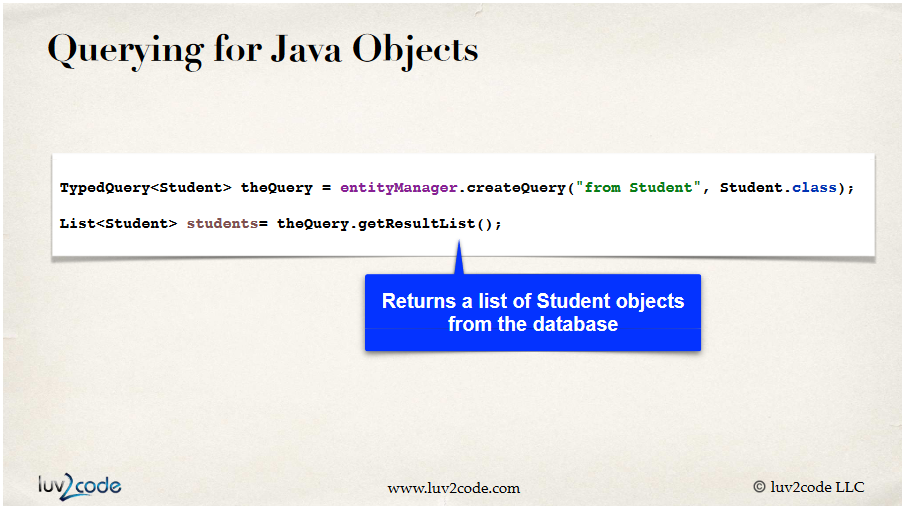 Querying for Java Objects
TypedQuery<Student> theQuery = entityManager.createQuery("from Student", Student.class);
List<Student> students= theQuery.getResultList();
Returns a list of Student objects
from the database
luv2code
www.luv2code.com
© luv2code LLC